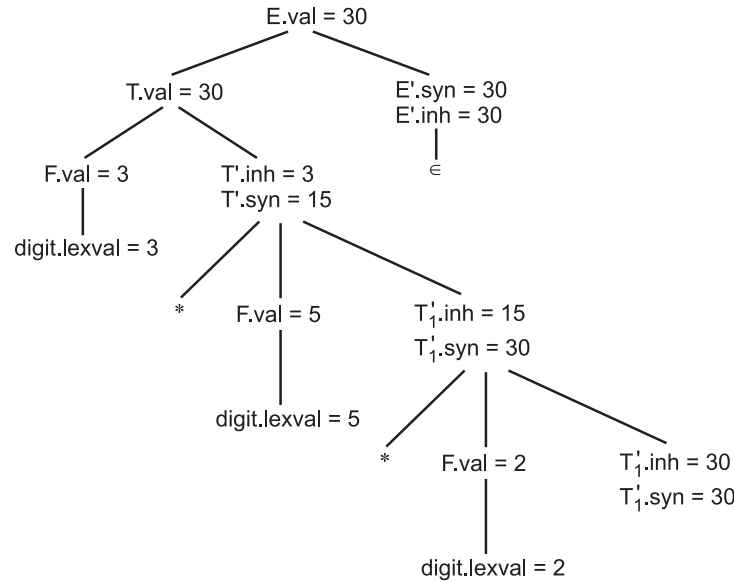 E.val = 30
T.val = 30
E'.syn = 30
E'.inh = 30
F.val = 3
T'.inh = 3
T'.syn = 15
∈
digit.lexval = 3
*
F.val = 5
T'₁.inh = 15
T'₁.syn = 30
digit.lexval = 5
*
F.val = 2
T'₁.inh = 30
T'₁.syn = 30
digit.lexval = 2